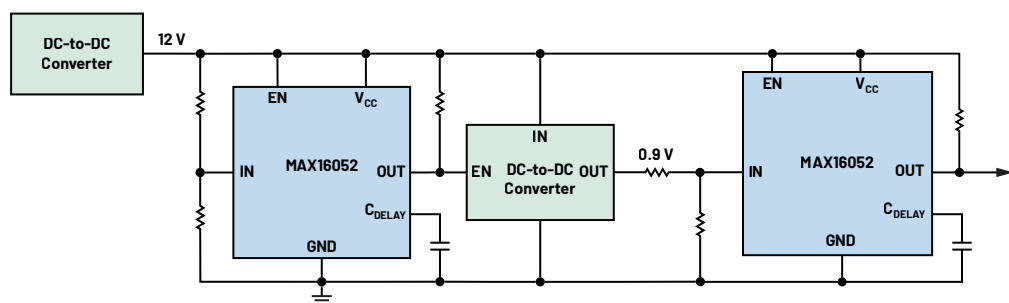 DC-to-DC
Converter
12 V
EN
VCC
IN
MAX16052
OUT
CDELAY
GND
IN
EN
DC-to-DC
OUT
Converter
0.9 V
EN
VCC
IN
MAX16052
OUT
CDELAY
GND